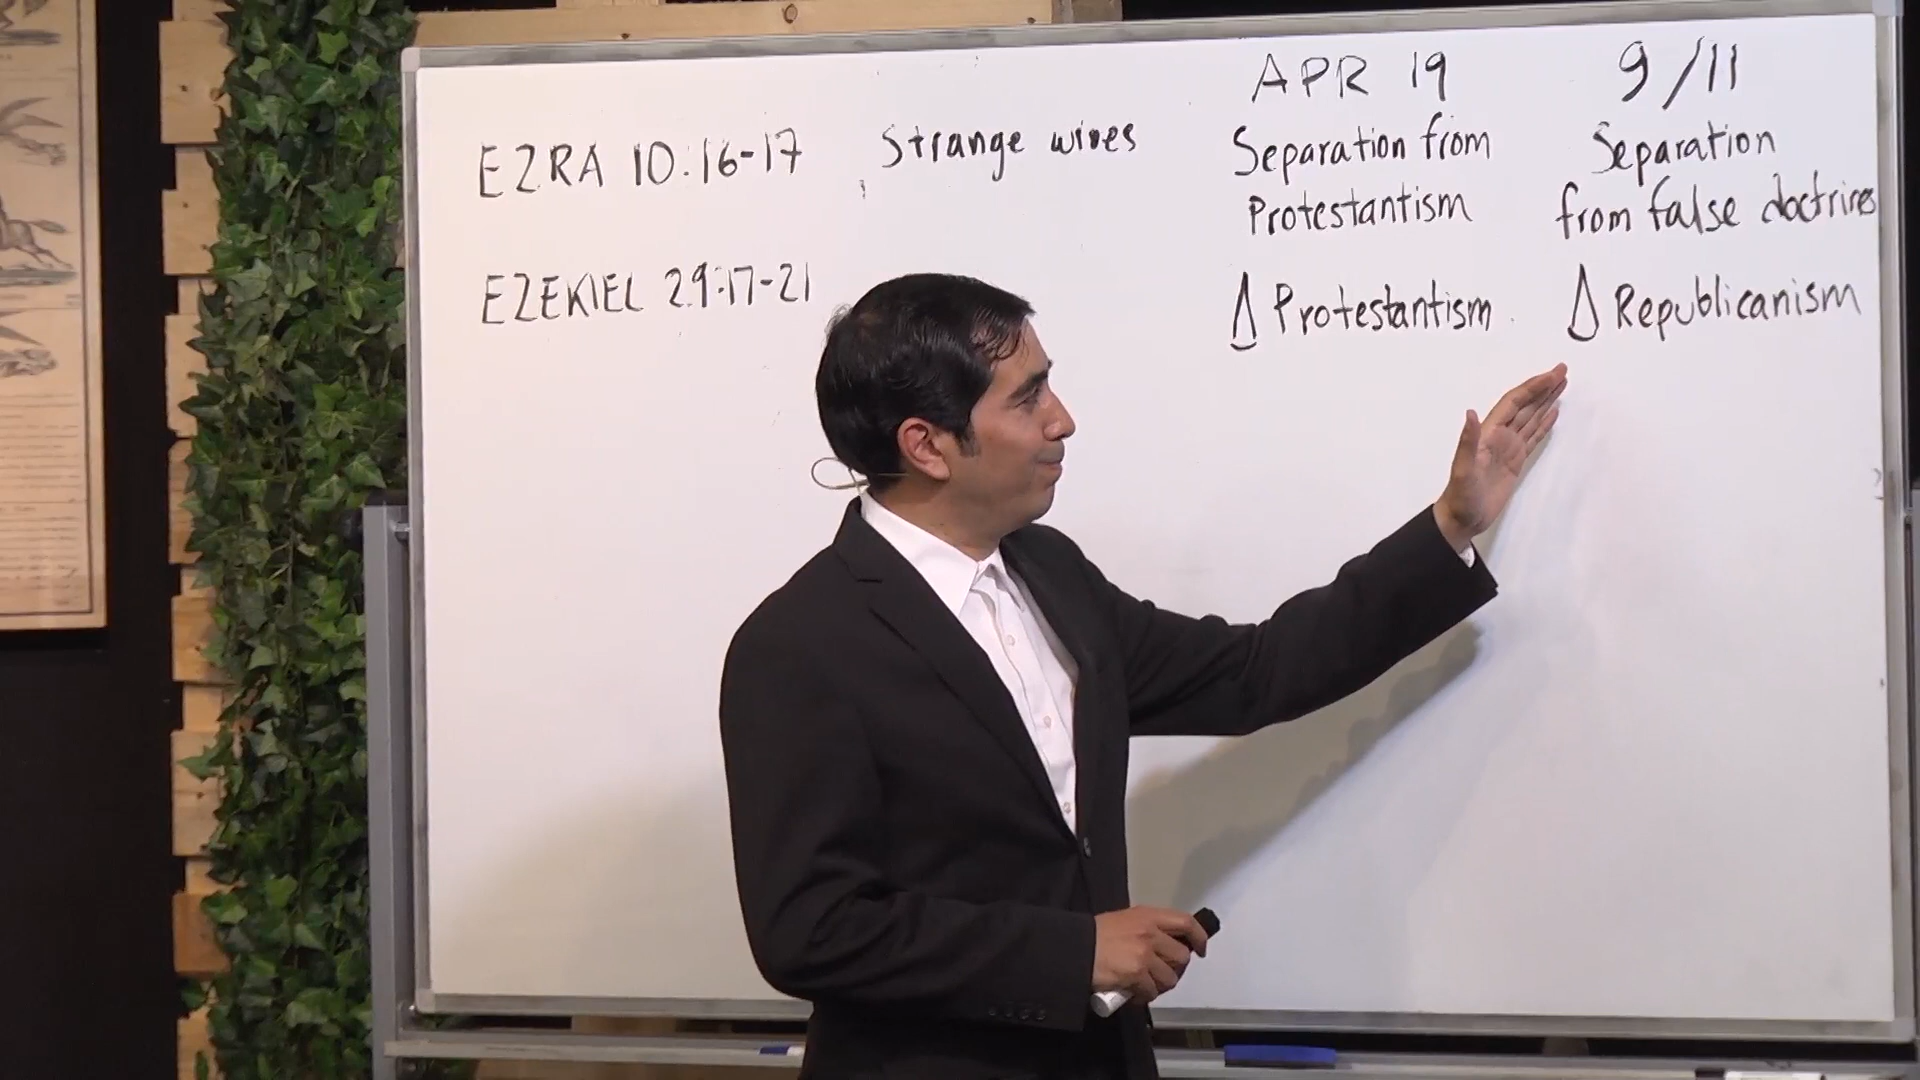 APR 19 9/11
EZRA 10:16-17 Strange wives Separation from Separation
Protestantism from false doctrines
EZEKIEL 29:17-21 Δ Protestantism Δ Republicanism